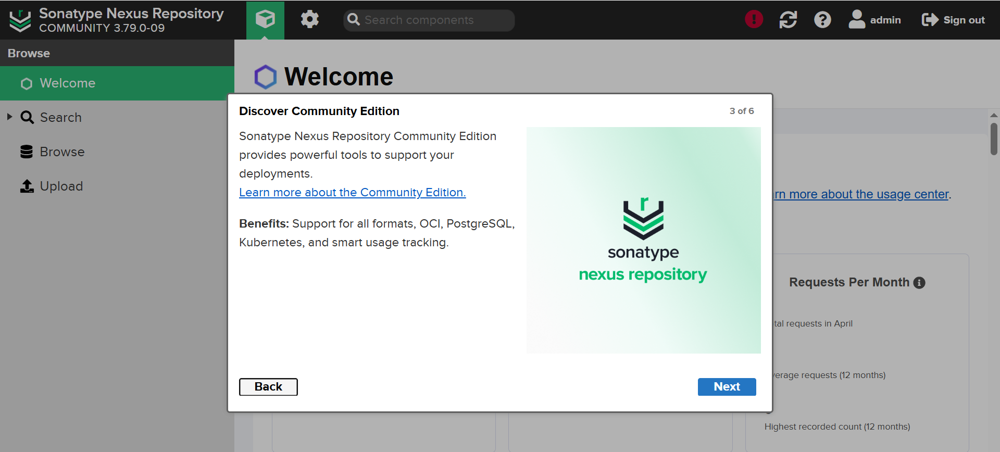 Sonatype Nexus Repository
COMMUNITY 3.79.0-09
Search components
admin
Sign out
Browse
Welcome
Search
Browse
Upload
Welcome
Discover Community Edition
3 of 6
Sonatype Nexus Repository Community Edition
provides powerful tools to support your
deployments.
Learn more about the Community Edition.
Benefits: Support for all formats, OCI, PostgreSQL,
Kubernetes, and smart usage tracking.
r
sonatype
nexus repository
Back
Next
more about the usage center.
Requests Per Month
requests in April
requests (12 months)
Highest recorded count (12 months)